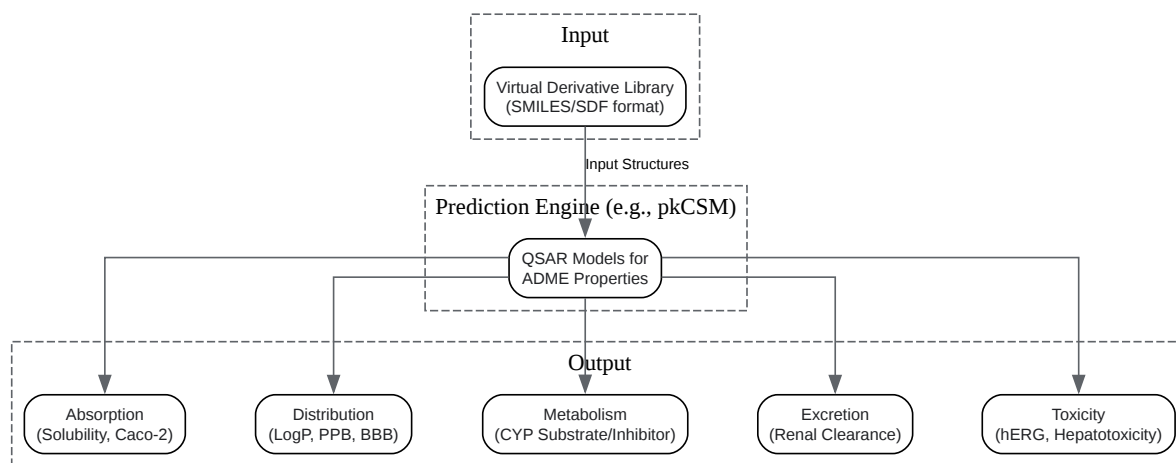 Input
Virtual Derivative Library
(SMILES/SDF format)
Input Structures
Prediction Engine (e.g., pkCSM)
QSAR Models for
ADME Properties
Output
Absorption
(Solubility, Caco-2)
Distribution
(LogP, PPB, BBB)
Metabolism
(CYP Substrate/Inhibitor)
Excretion
(Renal Clearance)
Toxicity
(hERG, Hepatotoxicity)